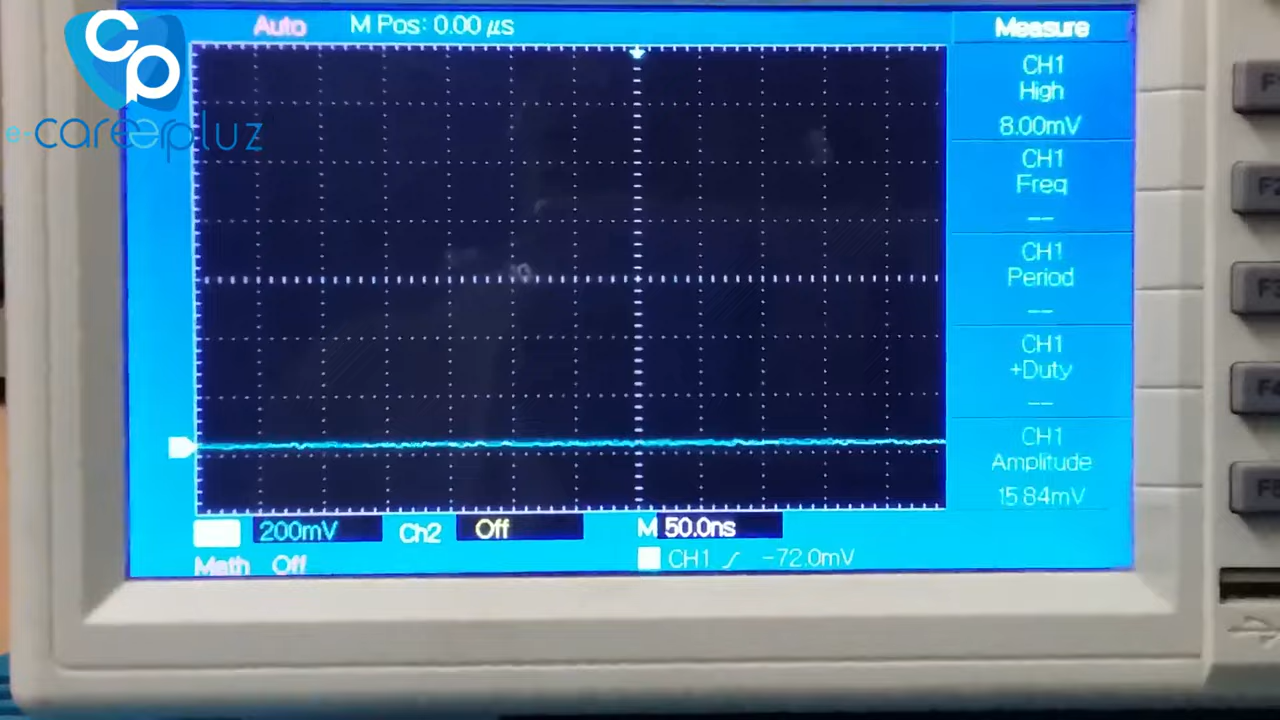 Auto M Pos: 0.00 µs
Measure
CP
e-careerpluz
CH1
High
8.00mV
CH1
Freq
--
CH1
Period
--
CH1
+Duty
--
CH1
Amplitude
15.84mV
200mV Ch2 Off M 50.0ns
Math Off CH1 -72.0mV